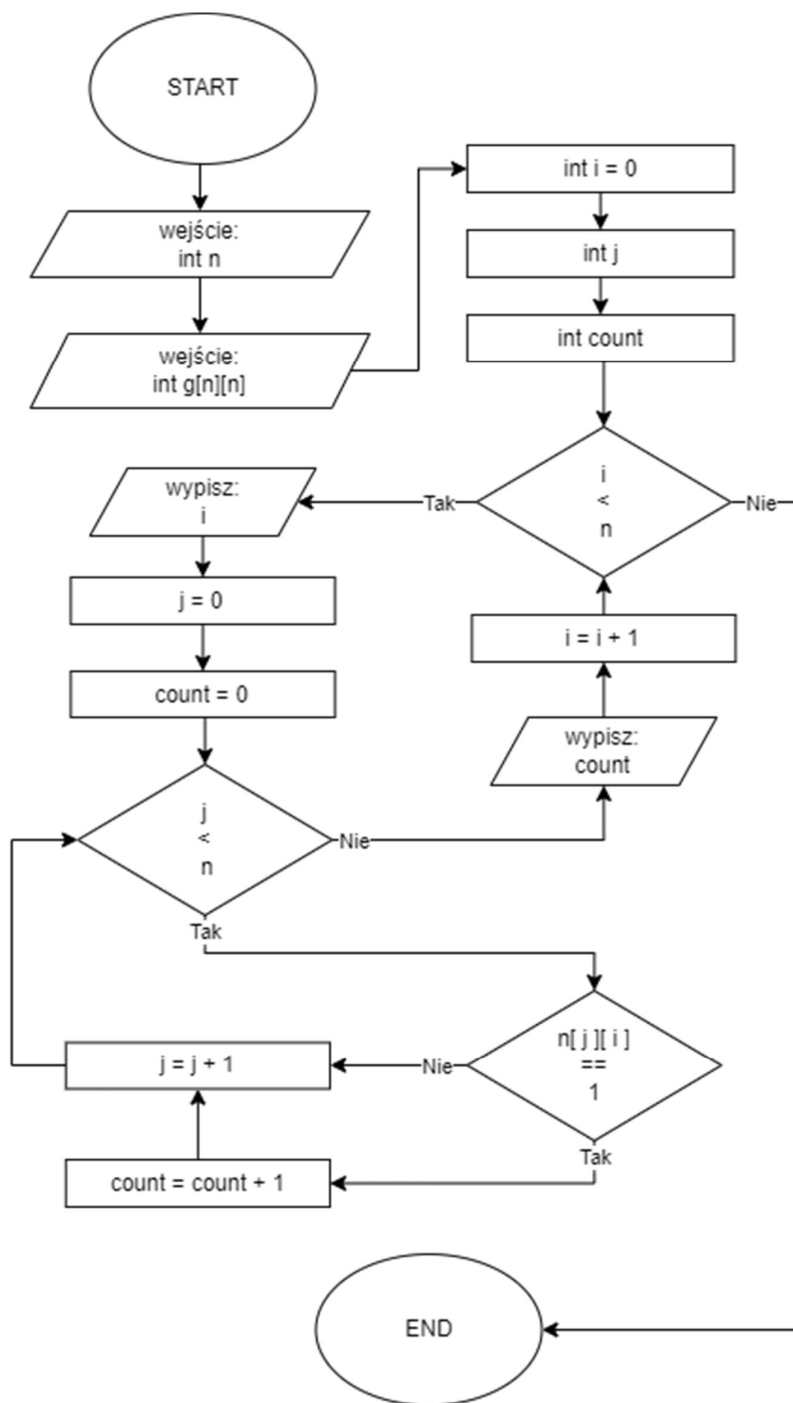 START
wejście:
int n
wejście:
int g[n][n]
int i = 0
int j
int count
i
<
n
Tak
Nie
wypisz:
i
j = 0
count = 0
j
<
n
Nie
Tak
wypisz:
count
i = i + 1
n[ j ][ i ]
==
1
Nie
Tak
j = j + 1
count = count + 1
END